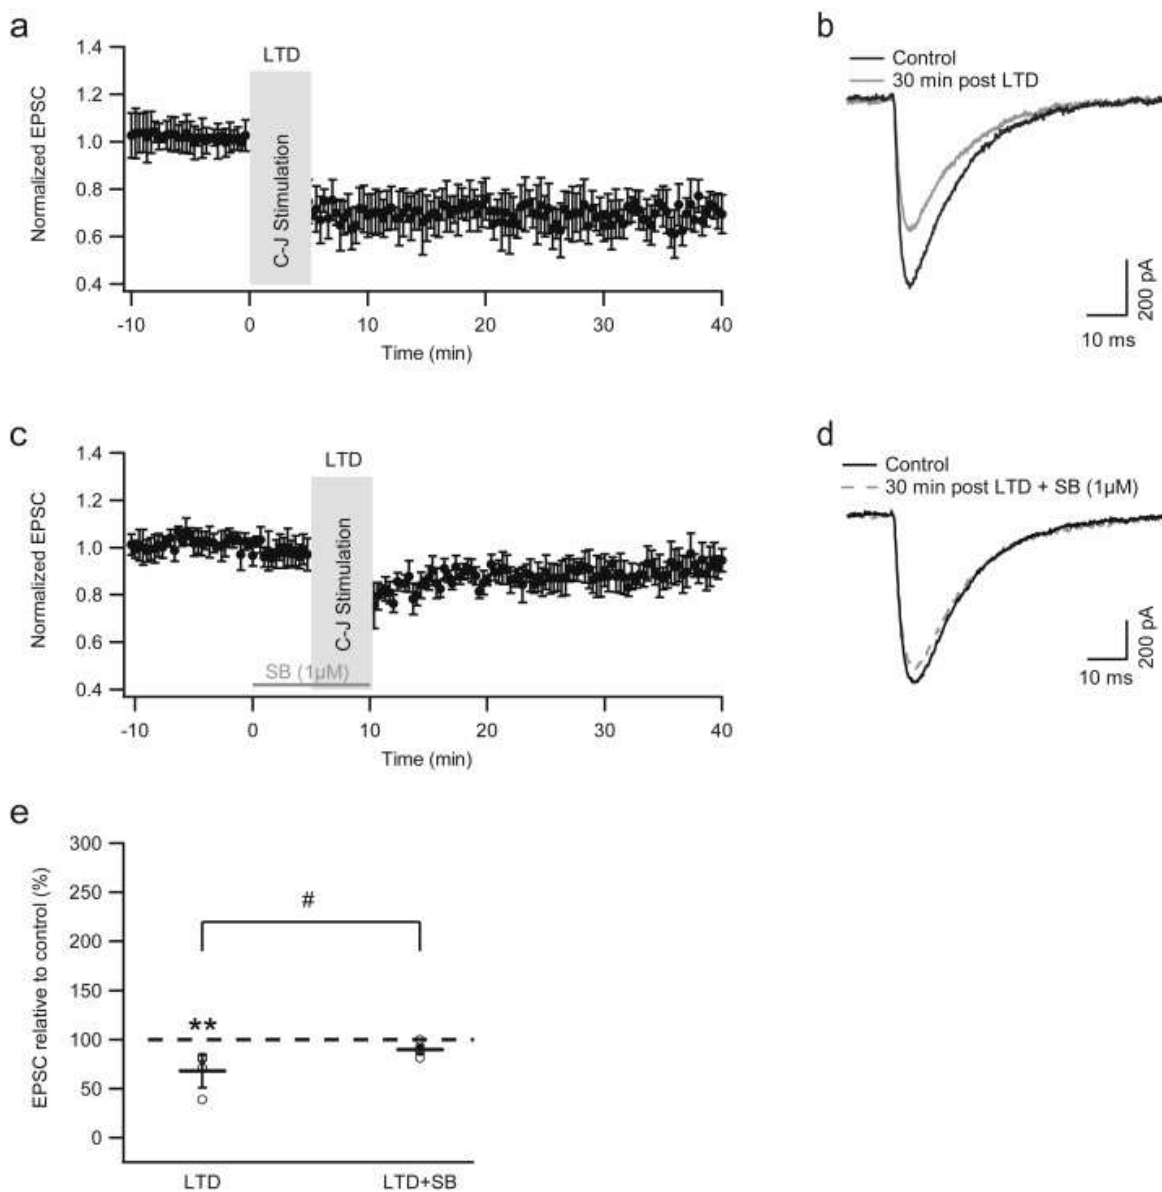 a
LTD
1.4
1.2
1.0
0.8
0.6
0.4
Normalized EPSC
C-J Stimulation
-10 0 10 20 30 40
Time (min)
b
Control
30 min post LTD
200 pA
10 ms
c
LTD
1.4
1.2
1.0
0.8
0.6
0.4
Normalized EPSC
C-J Stimulation
SB (1µM)
-10 0 10 20 30 40
Time (min)
d
Control
30 min post LTD + SB (1µM)
200 pA
10 ms
e
300
250
200
150
100
50
0
EPSC relative to control (%)
#
**
LTD LTD+SB